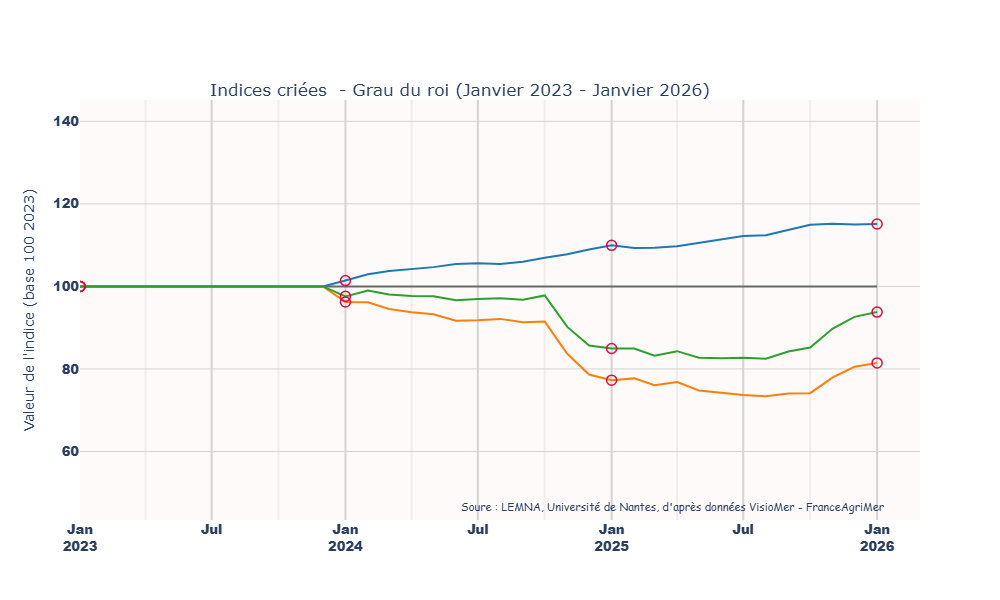 Indices criées  - Grau du roi (Janvier 2023 - Janvier 2026)
Valeur de l'indice (base 100 2023)
140
120
100
80
60
Soure : LEMNA, Université de Nantes, d'après données VisioMer - FranceAgriMer
Jan Jul Jan Jul Jan Jul Jan
2023 2024 2025 2026